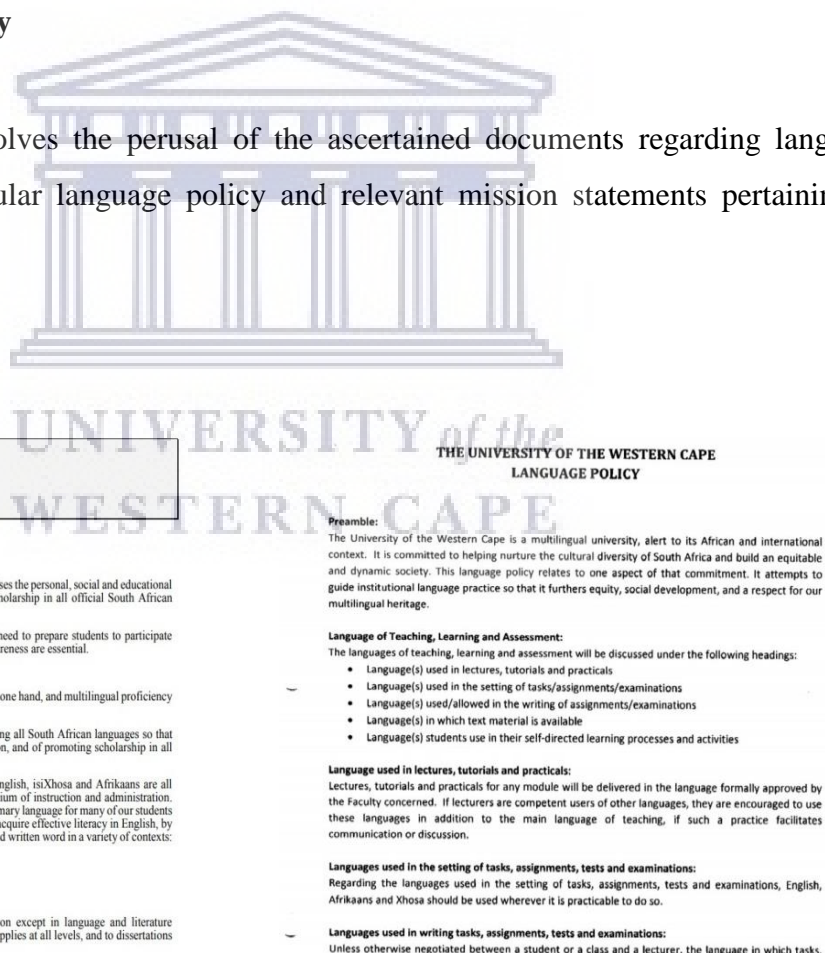 y
olves the perusal of the ascertained documents regarding lang
ular language policy and relevant mission statements pertainin
UNIVERSITY of the
WESTERN CAPE
ses the personal, social and educational
holarship in all official South African
need to prepare students to participate
reness are essential.
one hand, and multilingual proficiency
ng all South African languages so that
on, and of promoting scholarship in all
nglish, isiXhosa and Afrikaans are all
ium of instruction and administration.
mary language for many of our students
acquire effective literacy in English, by
d written word in a variety of contexts:
on except in language and literature
pplies at all levels, and to dissertations
THE UNIVERSITY OF THE WESTERN CAPE
LANGUAGE POLICY
Preamble:
The University of the Western Cape is a multilingual university, alert to its African and international
context. It is committed to helping nurture the cultural diversity of South Africa and build an equitable
and dynamic society. This language policy relates to one aspect of that commitment. It attempts to
guide institutional language practice so that it furthers equity, social development, and a respect for our
multilingual heritage.
Language of Teaching, Learning and Assessment:
The languages of teaching, learning and assessment will be discussed under the following headings:
• Language(s) used in lectures, tutorials and practicals
• Language(s) used in the setting of tasks/assignments/examinations
• Language(s) used/allowed in the writing of assignments/examinations
• Language(s) in which text material is available
• Language(s) students use in their self-directed learning processes and activities
Language used in lectures, tutorials and practicals:
Lectures, tutorials and practicals for any module will be delivered in the language formally approved by
the Faculty concerned. If lecturers are competent users of other languages, they are encouraged to use
these languages in addition to the main language of teaching, if such a practice facilitates
communication or discussion.
Languages used in the setting of tasks, assignments, tests and examinations:
Regarding the languages used in the setting of tasks, assignments, tests and examinations, English,
Afrikaans and Xhosa should be used wherever it is practicable to do so.
Languages used in writing tasks, assignments, tests and examinations:
Unless otherwise negotiated between a student or a class and a lecturer, the language in which tasks,